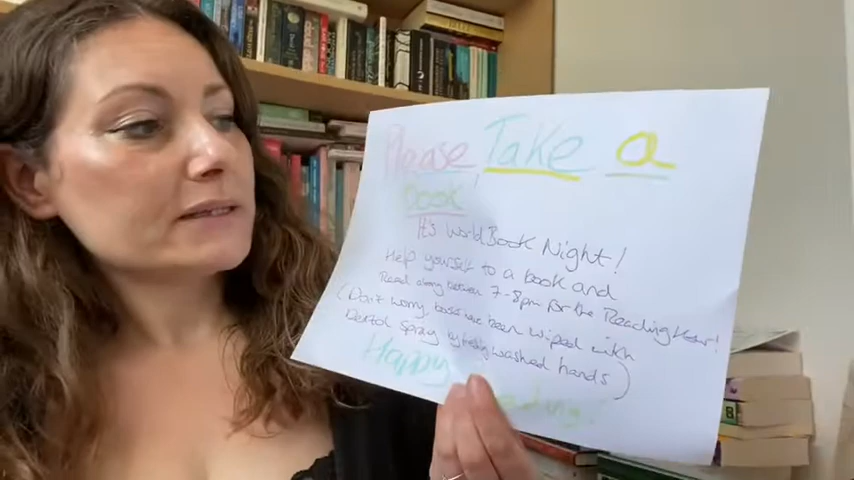 Please Take a
Book
It's World Book Night!
Help yourself to a book and
Read along between 7-8pm for the 'Reading Hour'!
(Don't worry, books have been wiped with
Dettol Spray by freshly washed hands)
Happy